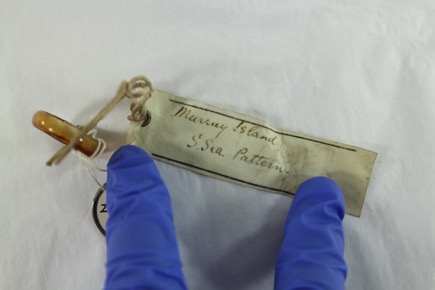 Murray Island
S Sea Pattern.